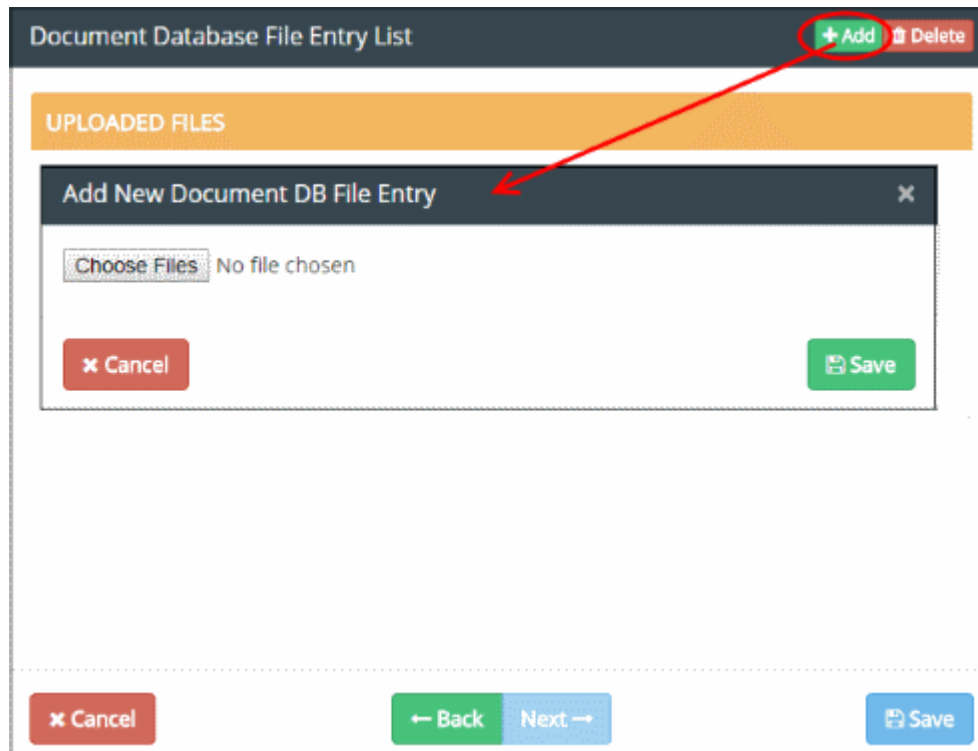 Document Database File Entry List
+ Add Delete
UPLOADED FILES
Add New Document DB File Entry ×
Choose Files No file chosen
× Cancel Save
× Cancel ← Back Next → Save